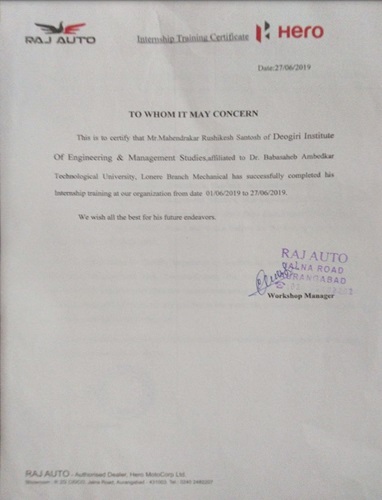 RAJ AUTO
Internship Training Certificate
Hero
Date:27/06/2019
TO WHOM IT MAY CONCERN
This is to certify that Mr.Mahendrakar Rushikesh Santosh of Deogiri Institute
Of Engineering & Management Studies,affiliated to Dr. Babasaheb Ambedkar
Technological University, Lonere Branch Mechanical has successfully completed his
Internship training at our organization from date 01/06/2019 to 27/06/2019.
We wish all the best for his future endeavors.
RAJ AUTO
JALNA ROAD
AURANGABAD
Workshop Manager
RAJ AUTO - Authorised Dealer, Hero MotoCorp Ltd.
Showroom : Jalna Road, Aurangabad - Tel.: 0240